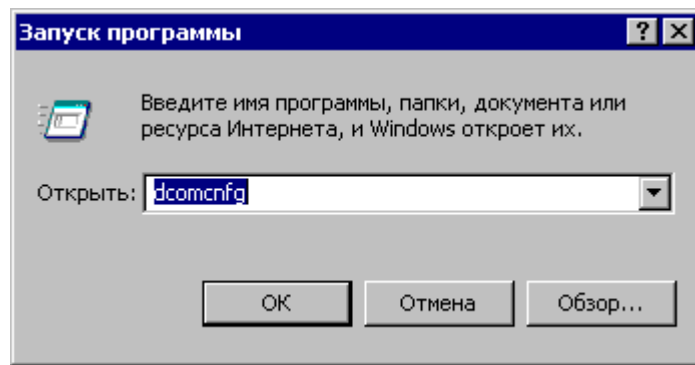 Запуск программы
Введите имя программы, папки, документа или
ресурса Интернета, и Windows откроет их.
Открыть: dcomcnfg
ОК Отмена Обзор...